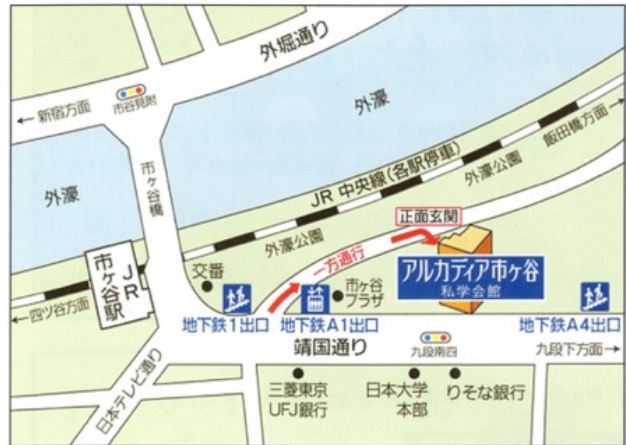 外堀通り
← 新宿方面
市谷見附
外濠
飯田橋方面 →
市ヶ谷橋
外濠
JR 中央線(各駅停車)
外濠公園
正面玄関
外濠公園
一方通行
アルカディア市ヶ谷
私学会館
JR
市ヶ谷駅
交番
市ヶ谷
プラザ
← 四ツ谷方面
地下鉄1出口
地下鉄A1出口
地下鉄A4出口
靖国通り
九段南四
九段下方面 →
日本テレビ通り
三菱東京
UFJ銀行
日本大学
本部
りそな銀行